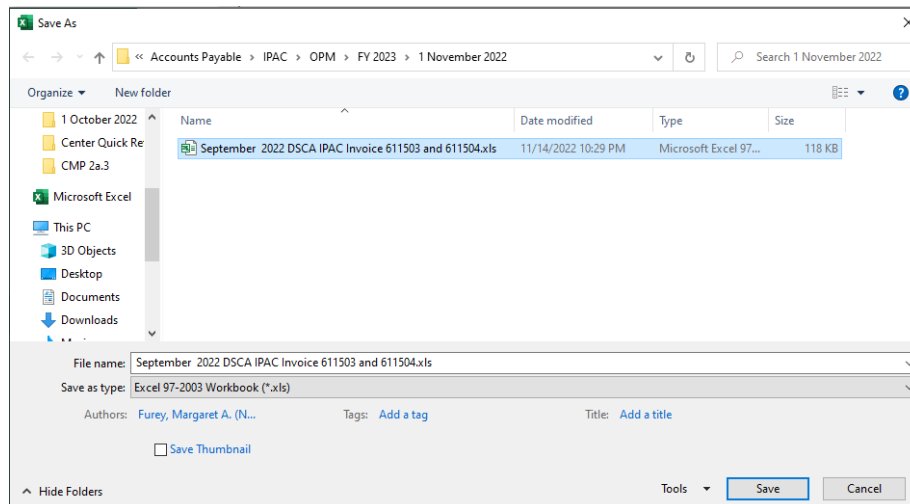 Save As
« Accounts Payable > IPAC > OPM > FY 2023 > 1 November 2022
Search 1 November 2022
Organize
New folder
?
1 October 2022
Name
Date modified
Type
Size
Center Quick Re
September  2022 DSCA IPAC Invoice 611503 and 611504.xls
11/14/2022 10:29 PM
Microsoft Excel 97...
118 KB
CMP 2a.3
Microsoft Excel
This PC
3D Objects
Desktop
Documents
Downloads
File name:
September  2022 DSCA IPAC Invoice 611503 and 611504.xls
Save as type:
Excel 97-2003 Workbook (*.xls)
Authors:
Furey, Margaret A. (N...
Tags:
Add a tag
Title:
Add a title
Save Thumbnail
Hide Folders
Tools
Save
Cancel